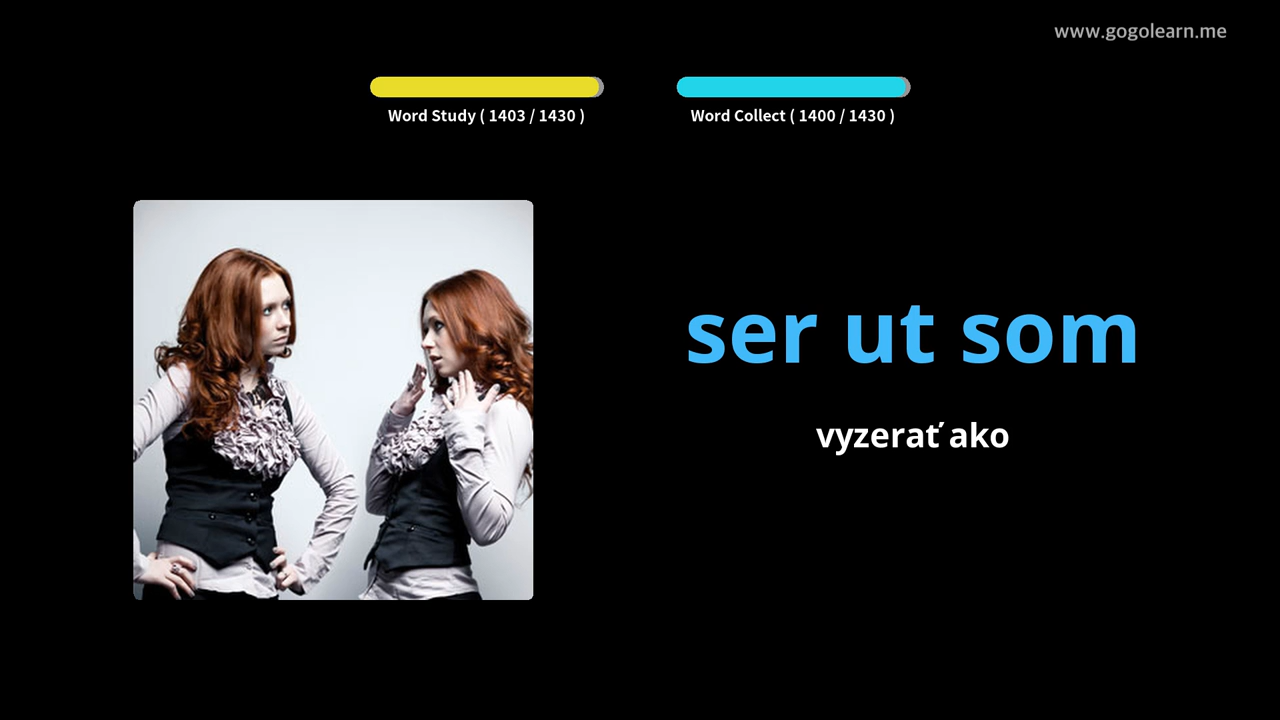 www.gogolearn.me
Word Study ( 1403 / 1430 )
Word Collect ( 1400 / 1430 )
ser ut som
vyzerať ako